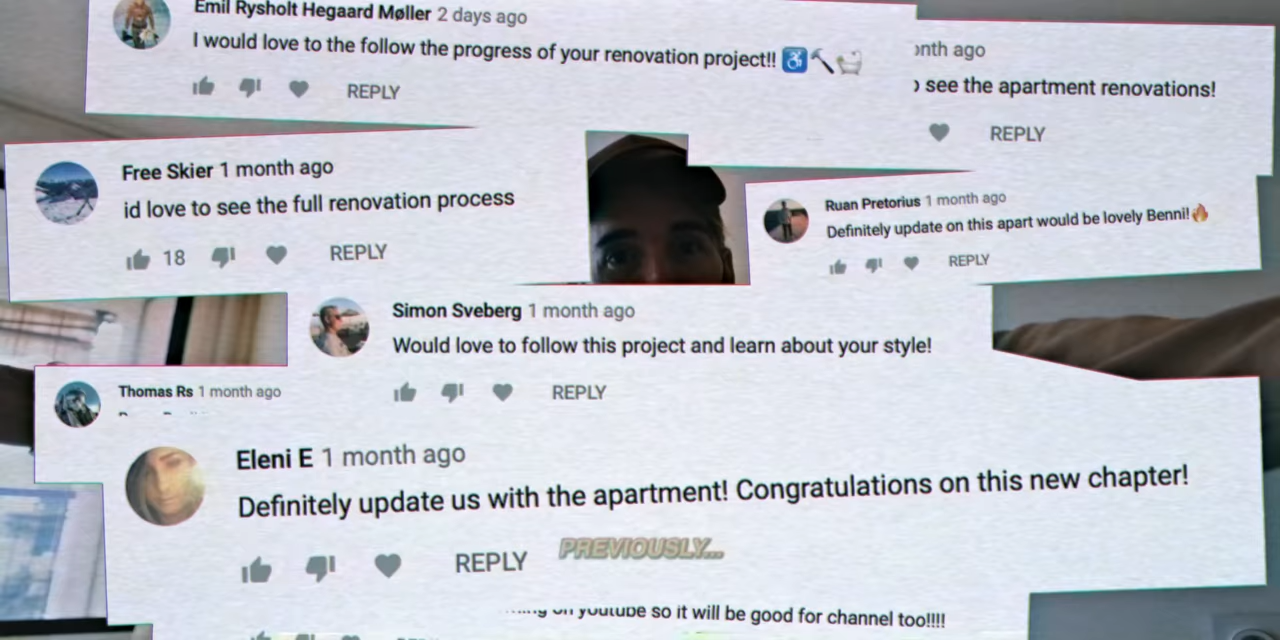 Emil Rysholt Hegaard Møller 2 days ago
I would love to the follow the progress of your renovation project!! ♿🔨🛁
REPLY
ago
see the apartment renovations!
REPLY
Free Skier 1 month ago
id love to see the full renovation process
18 REPLY
Ruan Pretorius 1 month ago
Definitely update on this apart would be lovely Benni!🔥
REPLY
Simon Sveberg 1 month ago
Would love to follow this project and learn about your style!
REPLY
Thomas Rs 1 month ago
Eleni E 1 month ago
Definitely update us with the apartment! Congratulations on this new chapter!
REPLY
PREVIOUSLY...
on youtube so it will be good for channel too!!!!